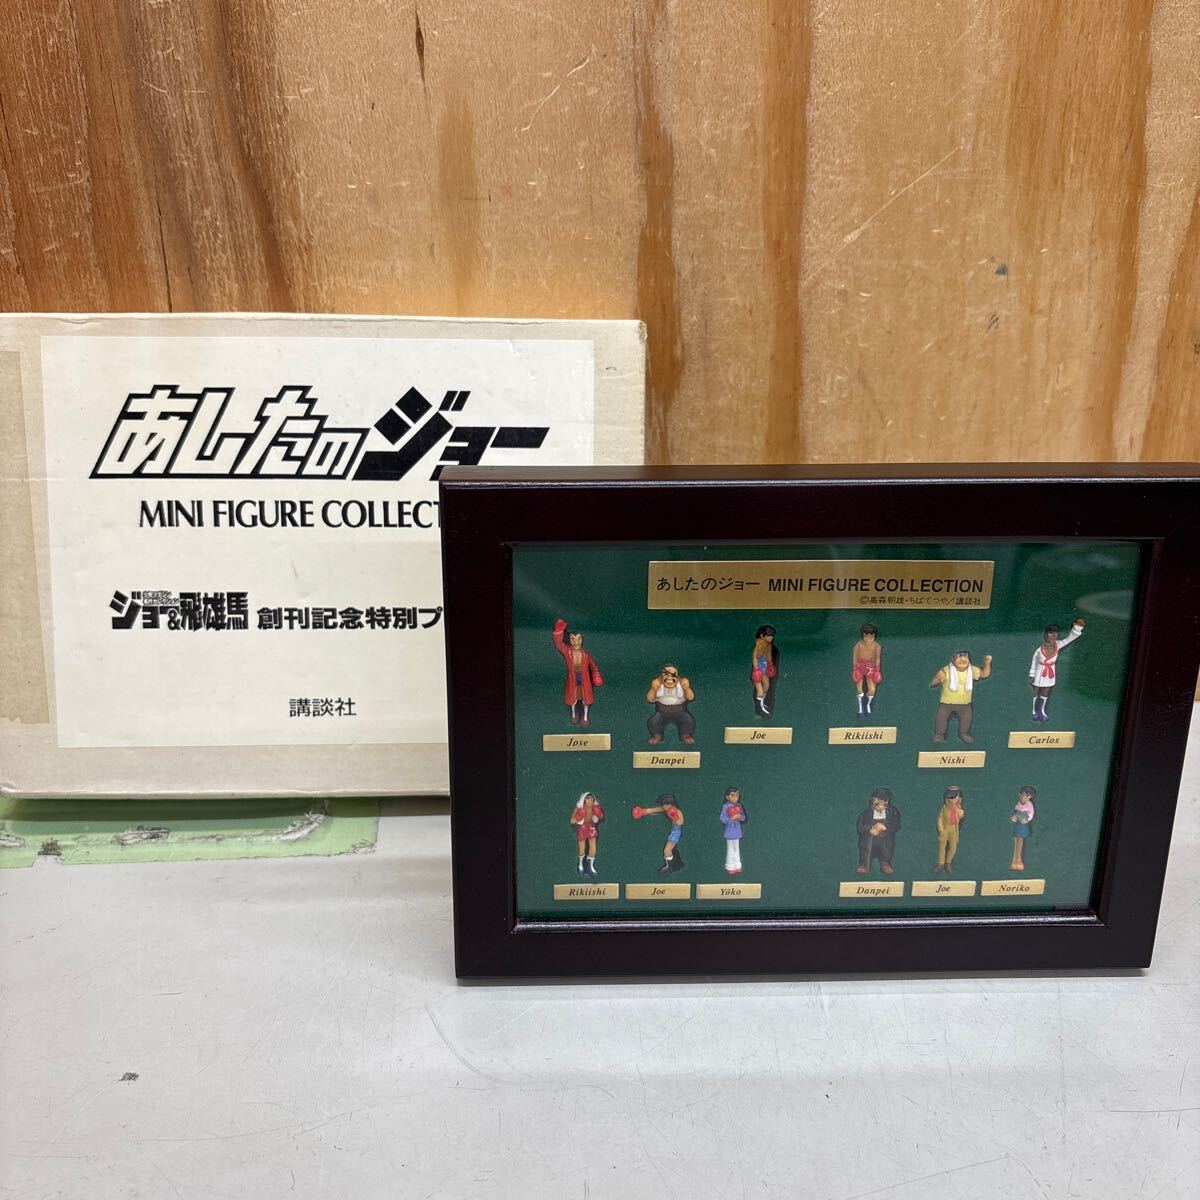 あしたのジョー
MINI FIGURE COLLECT
ジョー&飛雄馬 創刊記念特別プ
講談社
あしたのジョー MINI FIGURE COLLECTION
©高森朝雄・ちばてつや/講談社
Jose
Danpei
Joe
Rikiishi
Nishi
Carlos
Rikiishi
Joe
Yōko
Danpei
Joe
Noriko